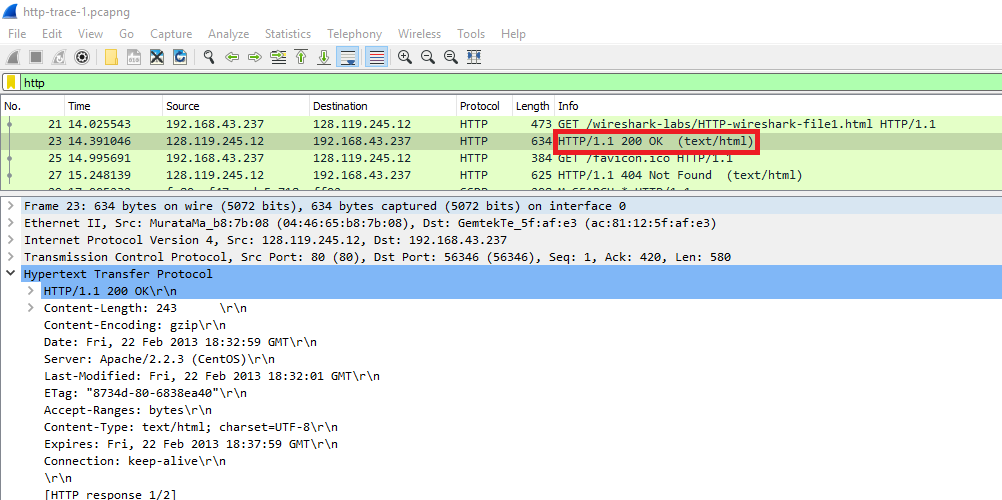 http-trace-1.pcapng
File Edit View Go Capture Analyze Statistics Telephony Wireless Tools Help
http
No. Time Source Destination Protocol Length Info
21 14.025543 192.168.43.237 128.119.245.12 HTTP 473 GET /wireshark-labs/HTTP-wireshark-file1.html HTTP/1.1
23 14.391046 128.119.245.12 192.168.43.237 HTTP 634 HTTP/1.1 200 OK (text/html)
25 14.995691 192.168.43.237 128.119.245.12 HTTP 384 GET /favicon.ico HTTP/1.1
27 15.248139 128.119.245.12 192.168.43.237 HTTP 625 HTTP/1.1 404 Not Found (text/html)
Frame 23: 634 bytes on wire (5072 bits), 634 bytes captured (5072 bits) on interface 0
Ethernet II, Src: MurataMa_b8:7b:08 (04:46:65:b8:7b:08), Dst: GemtekTe_5f:af:e3 (ac:81:12:5f:af:e3)
Internet Protocol Version 4, Src: 128.119.245.12, Dst: 192.168.43.237
Transmission Control Protocol, Src Port: 80 (80), Dst Port: 56346 (56346), Seq: 1, Ack: 420, Len: 580
Hypertext Transfer Protocol
HTTP/1.1 200 OK\r\n
Content-Length: 243 \r\n
Content-Encoding: gzip\r\n
Date: Fri, 22 Feb 2013 18:32:59 GMT\r\n
Server: Apache/2.2.3 (CentOS)\r\n
Last-Modified: Fri, 22 Feb 2013 18:32:01 GMT\r\n
ETag: "8734d-80-6838ea40"\r\n
Accept-Ranges: bytes\r\n
Content-Type: text/html; charset=UTF-8\r\n
Expires: Fri, 22 Feb 2013 18:37:59 GMT\r\n
Connection: keep-alive\r\n
\r\n
[HTTP response 1/2]